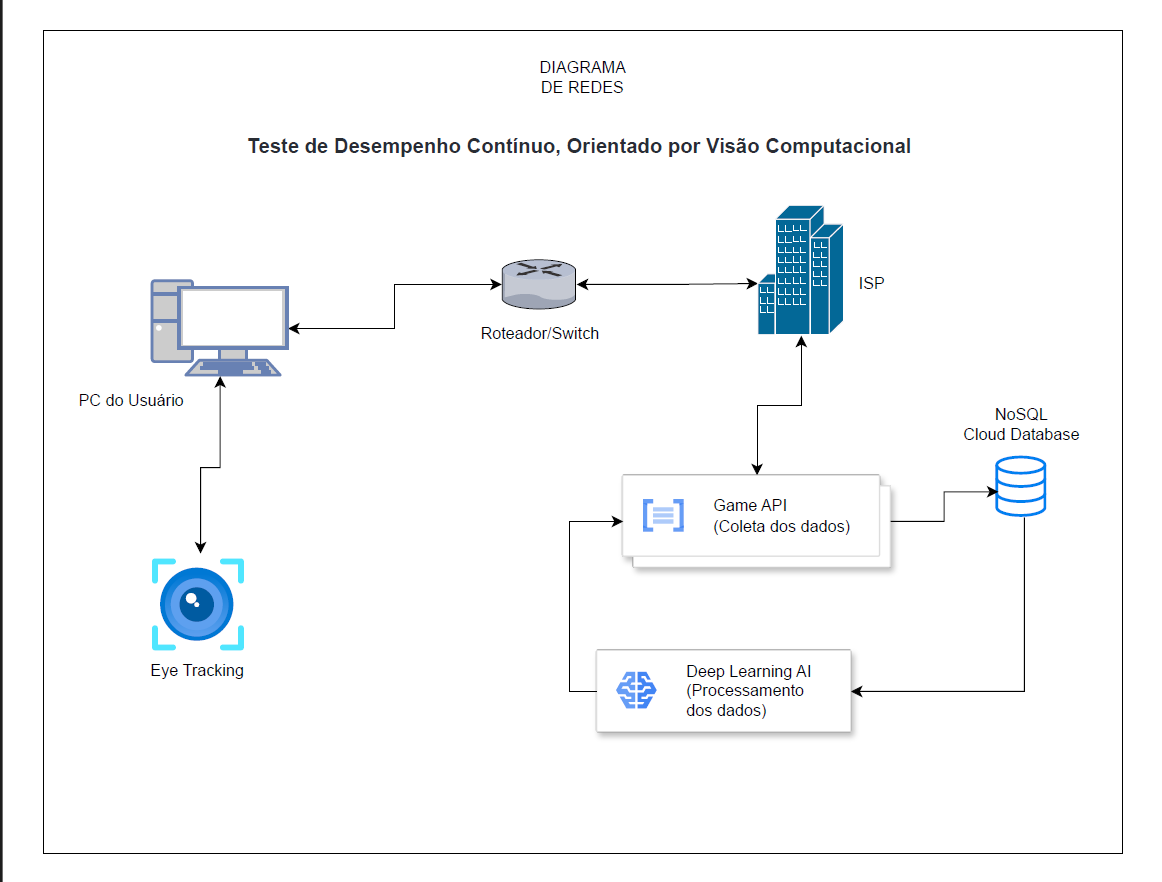 DIAGRAMA
DE REDES
Teste de Desempenho Contínuo, Orientado por Visão Computacional
ISP
Roteador/Switch
PC do Usuário
NoSQL
Cloud Database
Game API
(Coleta dos dados)
Eye Tracking
Deep Learning AI
(Processamento
dos dados)